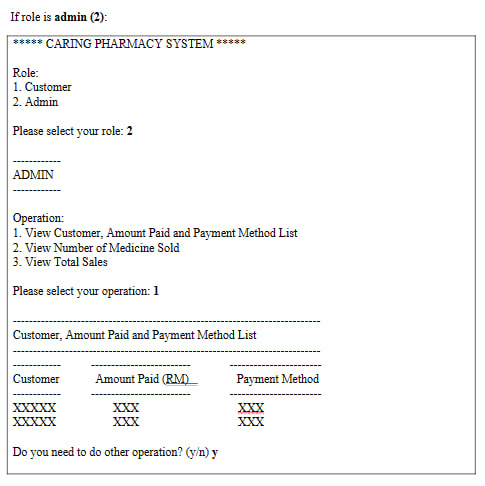 If role is admin (2):
***** CARING PHARMACY SYSTEM *****
Role:
1. Customer
2. Admin
Please select your role: 2
------------
ADMIN
------------
Operation:
1. View Customer, Amount Paid and Payment Method List
2. View Number of Medicine Sold
3. View Total Sales
Please select your operation: 1
-----------------------------------------------------------------------------
Customer, Amount Paid and Payment Method List
-----------------------------------------------------------------------------
------------ ------------------------- -----------------------
Customer Amount Paid (RM) Payment Method
------------ ------------------------- -----------------------
XXXXX XXX XXX
XXXXX XXX XXX
Do you need to do other operation? (y/n) y